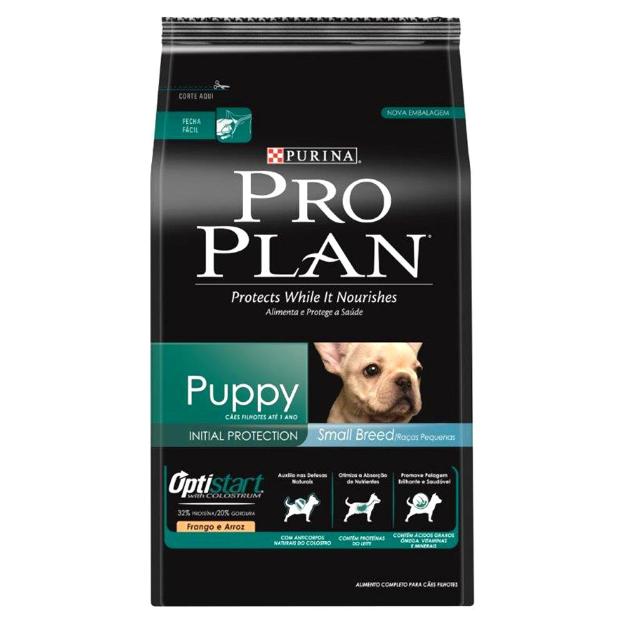 CORTE AQUI
FECHA
FÁCIL
NOVA EMBALAGEM
PURINA
PRO
PLAN
Protects While It Nourishes
Alimenta e Protege a Saúde
Puppy
CÃES FILHOTES ATÉ 1 ANO
INITIAL PROTECTION
Small Breed/Raças Pequenas
Optistart
with COLOSTRUM
32% PROTEÍNA/20% GORDURA
Frango e Arroz
Auxilia nas Defesas
Naturais
COM ANTICORPOS
NATURAIS DO COLOSTRO
Otimiza a Absorção
de Nutrientes
CONTÉM PROTEÍNAS
DO LEITE
Promove Pelagem
Brilhante e Saudável
CONTÉM ÁCIDOS GRAXOS
ÔMEGA, VITAMINAS
E MINERAIS
ALIMENTO COMPLETO PARA CÃES FILHOTES